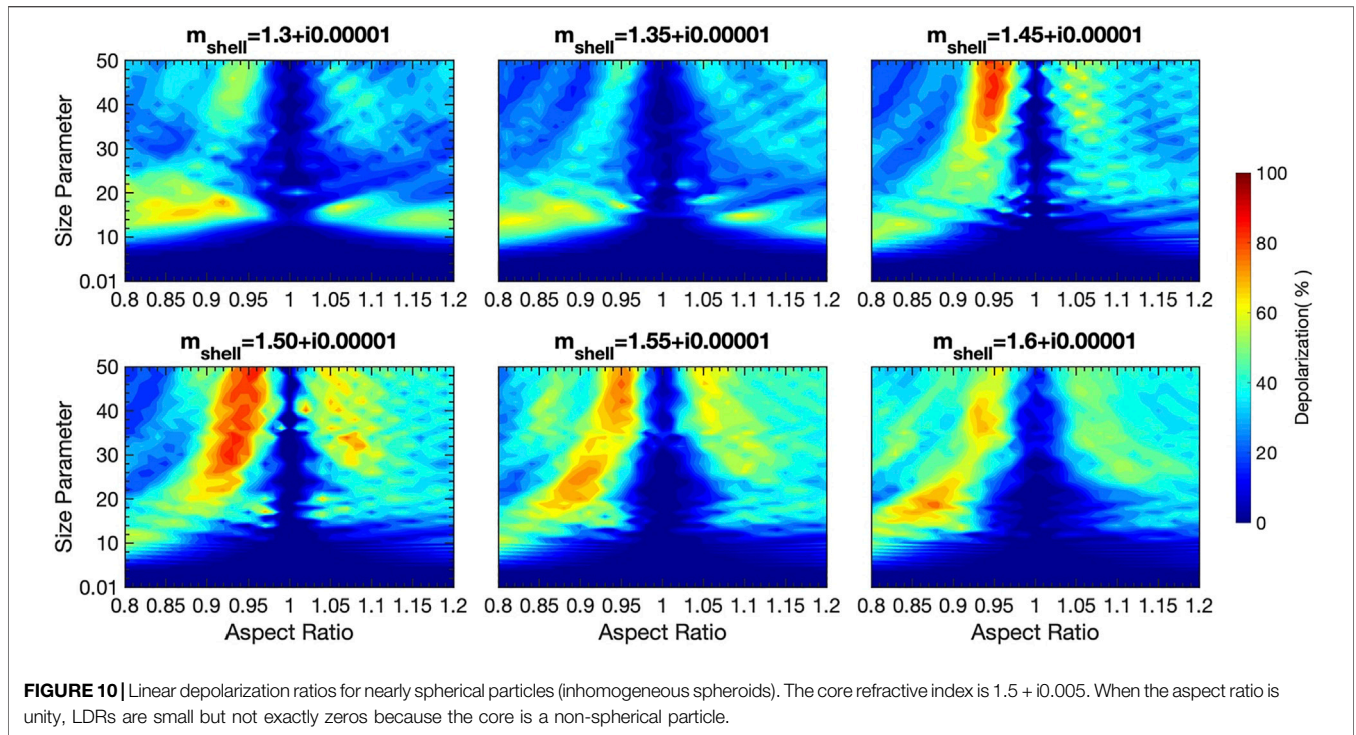 m_shell=1.3+i0.00001
m_shell=1.35+i0.00001
m_shell=1.45+i0.00001
Size Parameter
50
40
30
20
10
0.01
0.8 0.85 0.9 0.95 1 1.05 1.1 1.15 1.2
0.8 0.85 0.9 0.95 1 1.05 1.1 1.15 1.2
0.8 0.85 0.9 0.95 1 1.05 1.1 1.15 1.2
m_shell=1.50+i0.00001
m_shell=1.55+i0.00001
m_shell=1.6+i0.00001
Size Parameter
50
40
30
20
10
0.01
0.8 0.85 0.9 0.95 1 1.05 1.1 1.15 1.2
0.8 0.85 0.9 0.95 1 1.05 1.1 1.15 1.2
0.8 0.85 0.9 0.95 1 1.05 1.1 1.15 1.2
Aspect Ratio
Aspect Ratio
100
80
60
40
20
0
Depolarization( % )
FIGURE 10 | Linear depolarization ratios for nearly spherical particles (inhomogeneous spheroids). The core refractive index is 1.5 + i0.005. When the aspect ratio is
unity, LDRs are small but not exactly zeros because the core is a non-spherical particle.